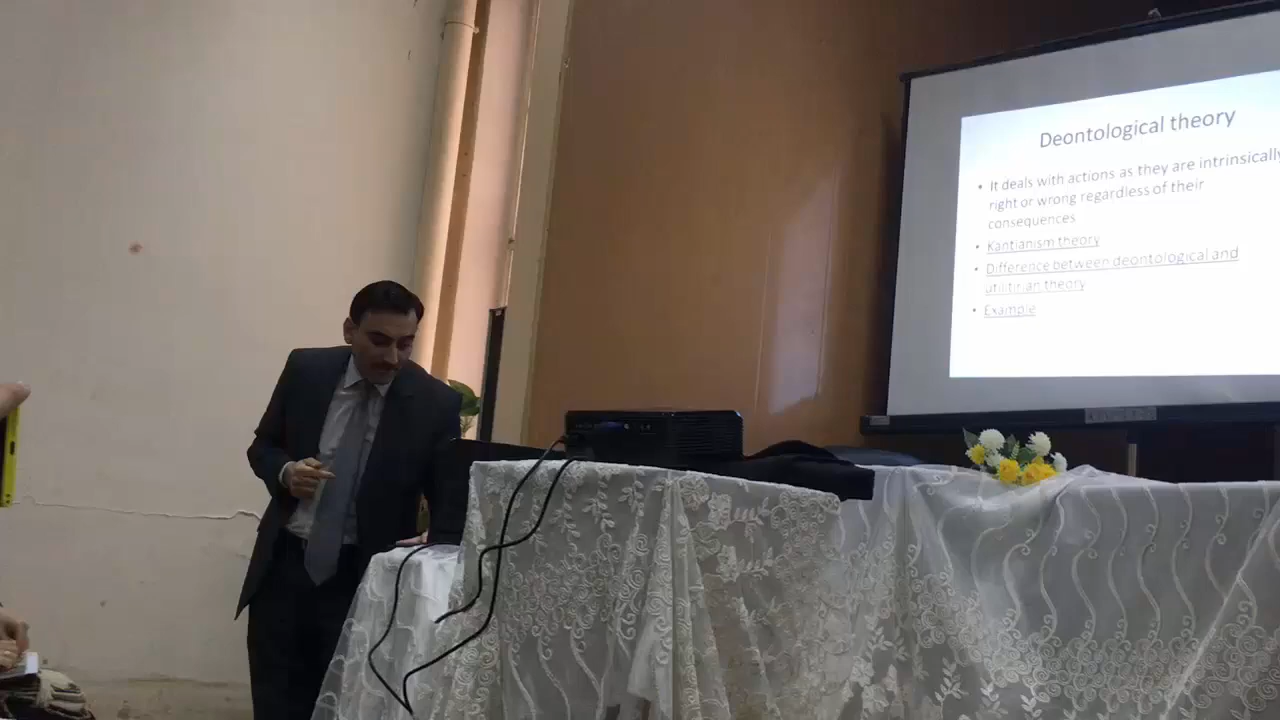 Deontological theory
• It deals with actions as they are intrinsically
right or wrong regardless of their
consequences
• Kantianism theory
• Difference between deontological and
utilitirian theory
• Example